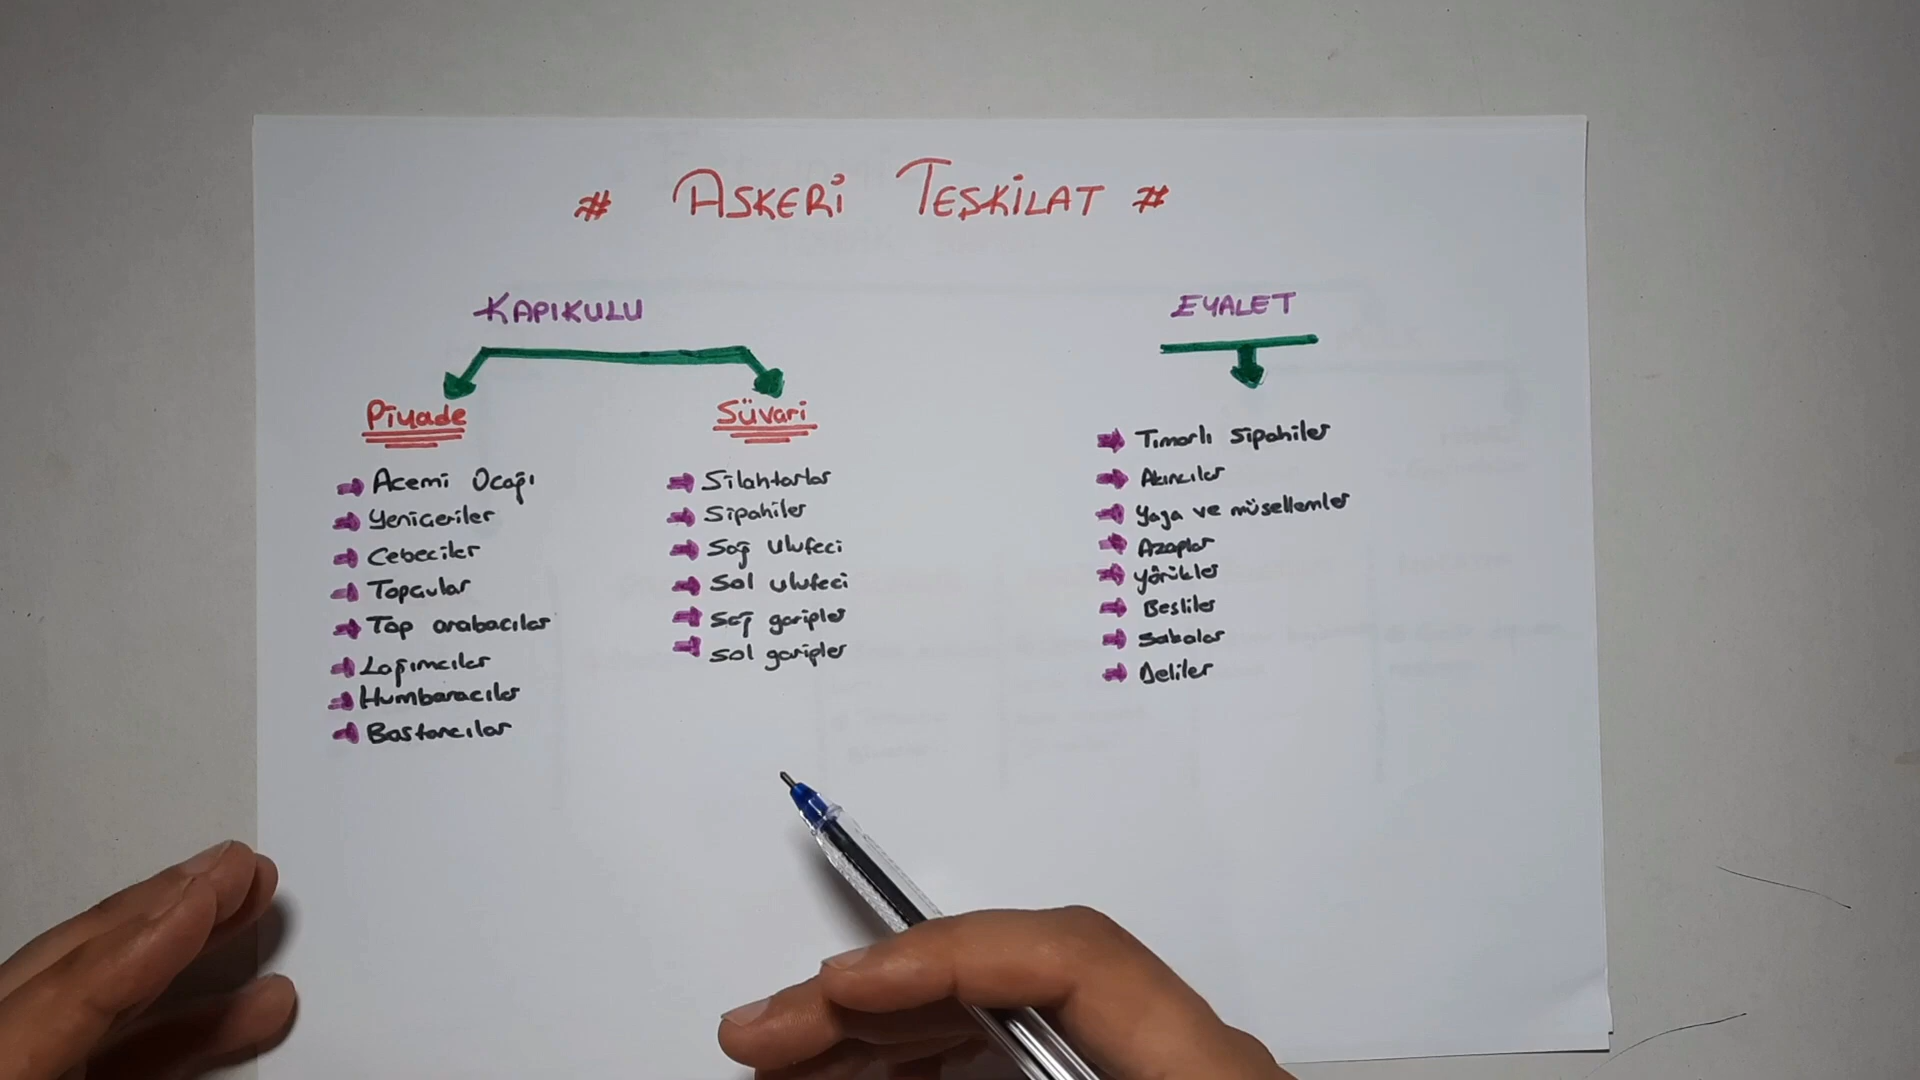 # ASKERİ TEŞKİLAT #
KAPIKULU
Piyade
Acemi Ocağı
Yeniçeriler
Cebeciler
Topçular
Top arabacılar
Lağımcılar
Humbaracılar
Bostancılar
Süvari
Silahtarlar
Sipahiler
Sağ ulufeci
Sol ulufeci
Sağ garipler
Sol garipler
EYALET
Tımarlı Sipahiler
Akıncılar
Yaya ve müsellemler
Azaplar
Yörükler
Beşliler
Sakalar
Deliler